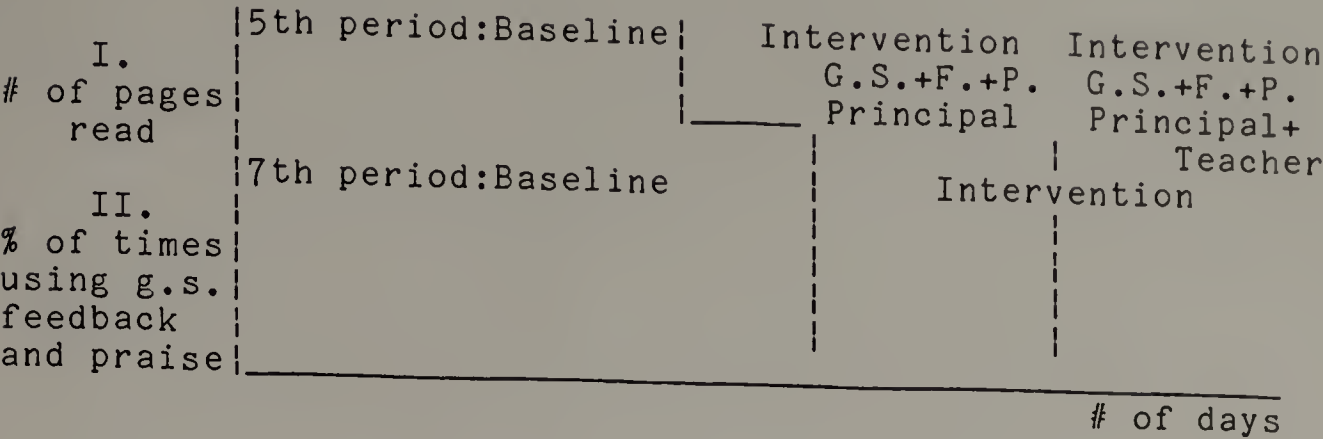 I.
# of pages
read
II.
% of times
using g.s.
feedback
and praise
5th period:Baseline
Intervention
G.S.+F.+P.
Principal
Intervention
G.S.+F.+P.
Principal+
Teacher
7th period:Baseline
Intervention
# of days